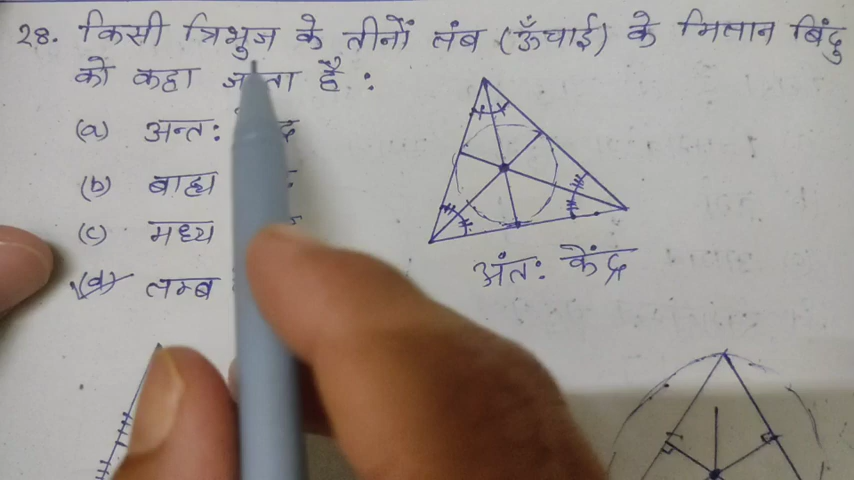 28. किसी त्रिभुज के तीनों लंब (ऊँचाई) के मिलान बिंदु
को कहा जाता है :
(a) अन्त:
(b) बाह्य
(c) मध्य
(d) लम्ब
अंत: केंद्र